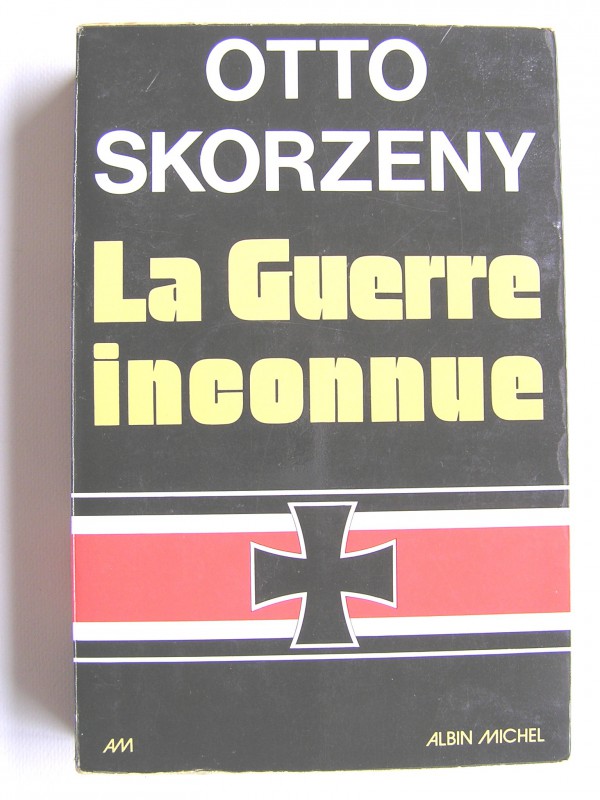 OTTO
SKORZENY
La Guerre
inconnue
AM
ALBIN MICHEL